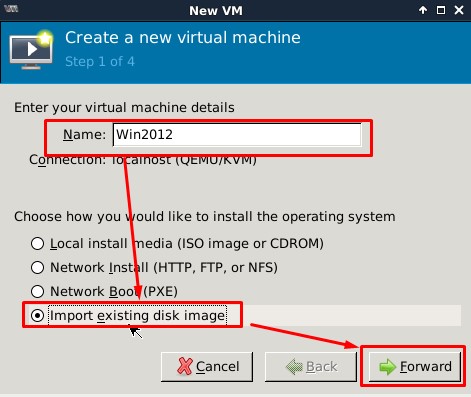 New VM
Create a new virtual machine
Step 1 of 4
Enter your virtual machine details
Name: Win2012
Connection: localhost (QEMU/KVM)
Choose how you would like to install the operating system
Local install media (ISO image or CDROM)
Network Install (HTTP, FTP, or NFS)
Network Boot (PXE)
Import existing disk image
Cancel Back Forward